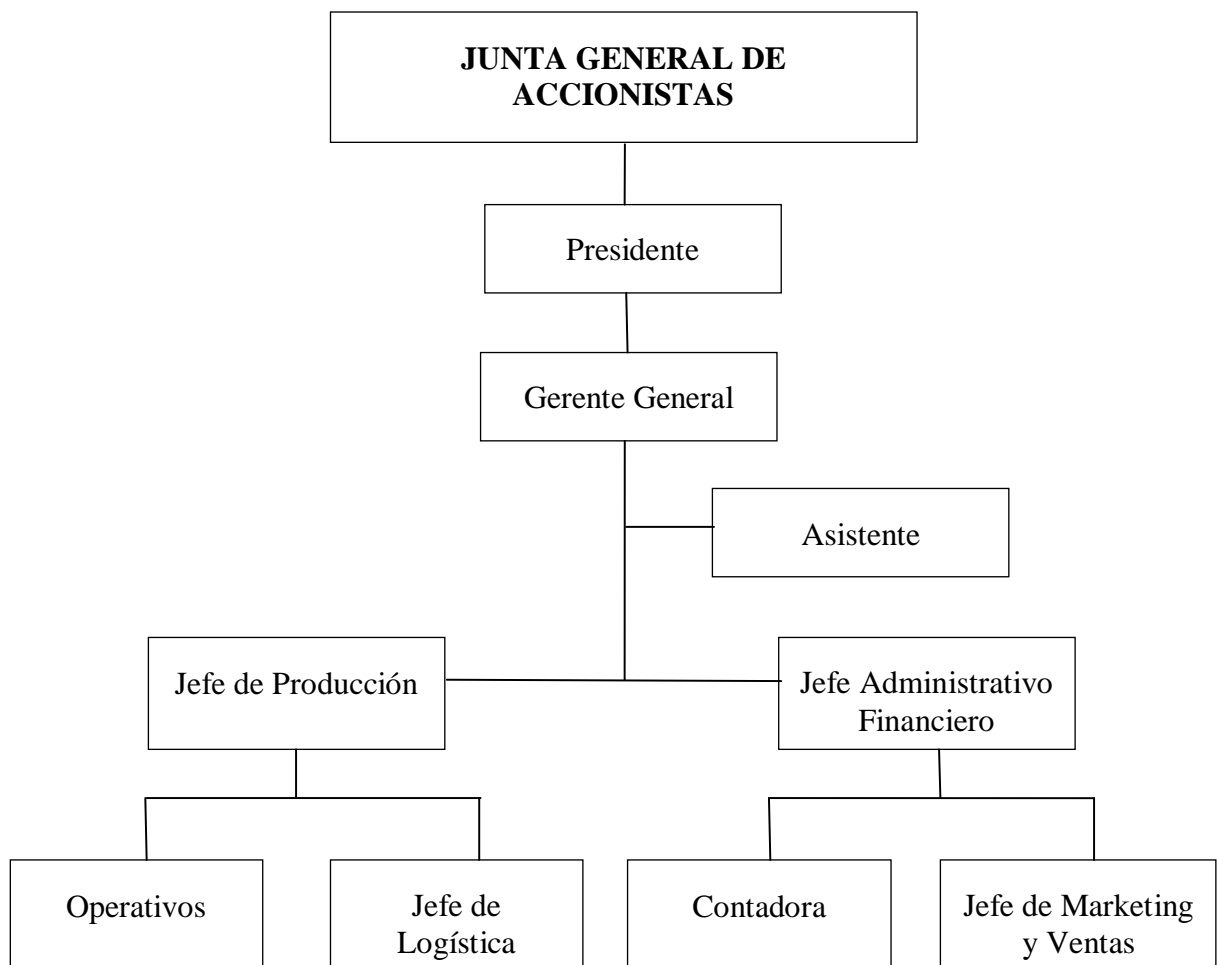 JUNTA GENERAL DE
ACCIONISTAS
Presidente
Gerente General
Asistente
Jefe de Producción
Jefe Administrativo
Financiero
Operativos
Jefe de
Logística
Contadora
Jefe de Marketing
y Ventas